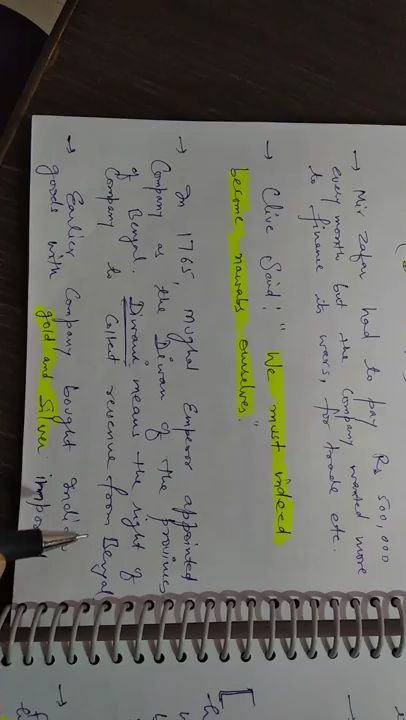 → Mir Zafar had to pay Rs 500,000
every month but the Company wanted more
to finance its wars, for trade etc.
→ Clive Said! "We must indeed
become nawabs ourselves."
→ In 1765, Mughal Emperor appointed
Company as the Diwan of the provinces
of Bengal. Diwani means the right of
Company to collect revenue from Bengal
→ Earlier Company bought
goods with gold and Silver